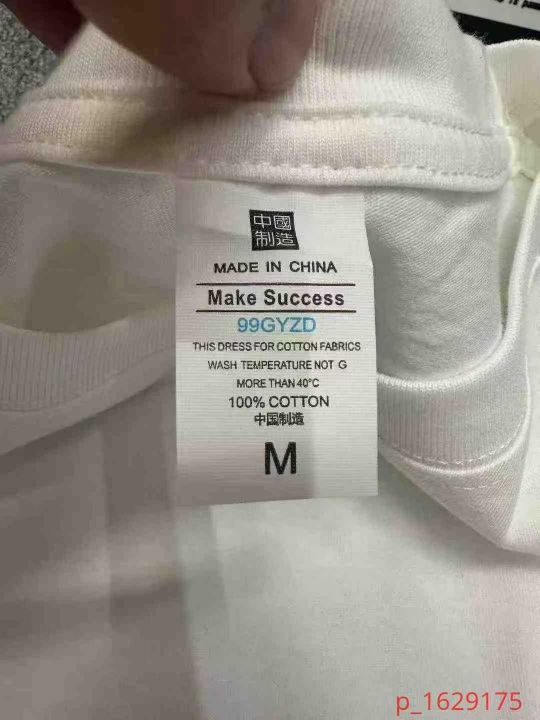 中國
制造
MADE IN CHINA
Make Success
99GYZD
THIS DRESS FOR COTTON FABRICS
WASH TEMPERATURE NOT G
MORE THAN 40°C
100% COTTON
中国制造
M
p_1629175